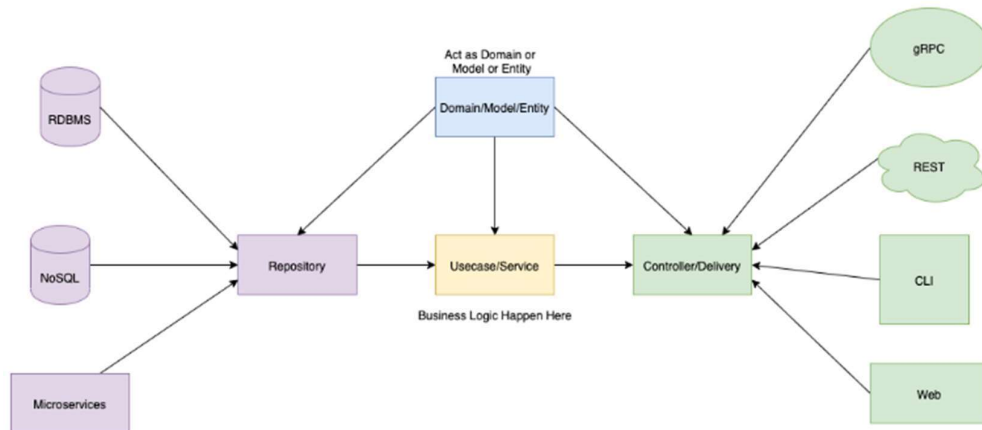 gRPC
Act as Domain or
Model or Entity
RDBMS
Domain/Model/Entity
REST
NoSQL
Repository
Usecase/Service
Controller/Delivery
CLI
Business Logic Happen Here
Microservices
Web